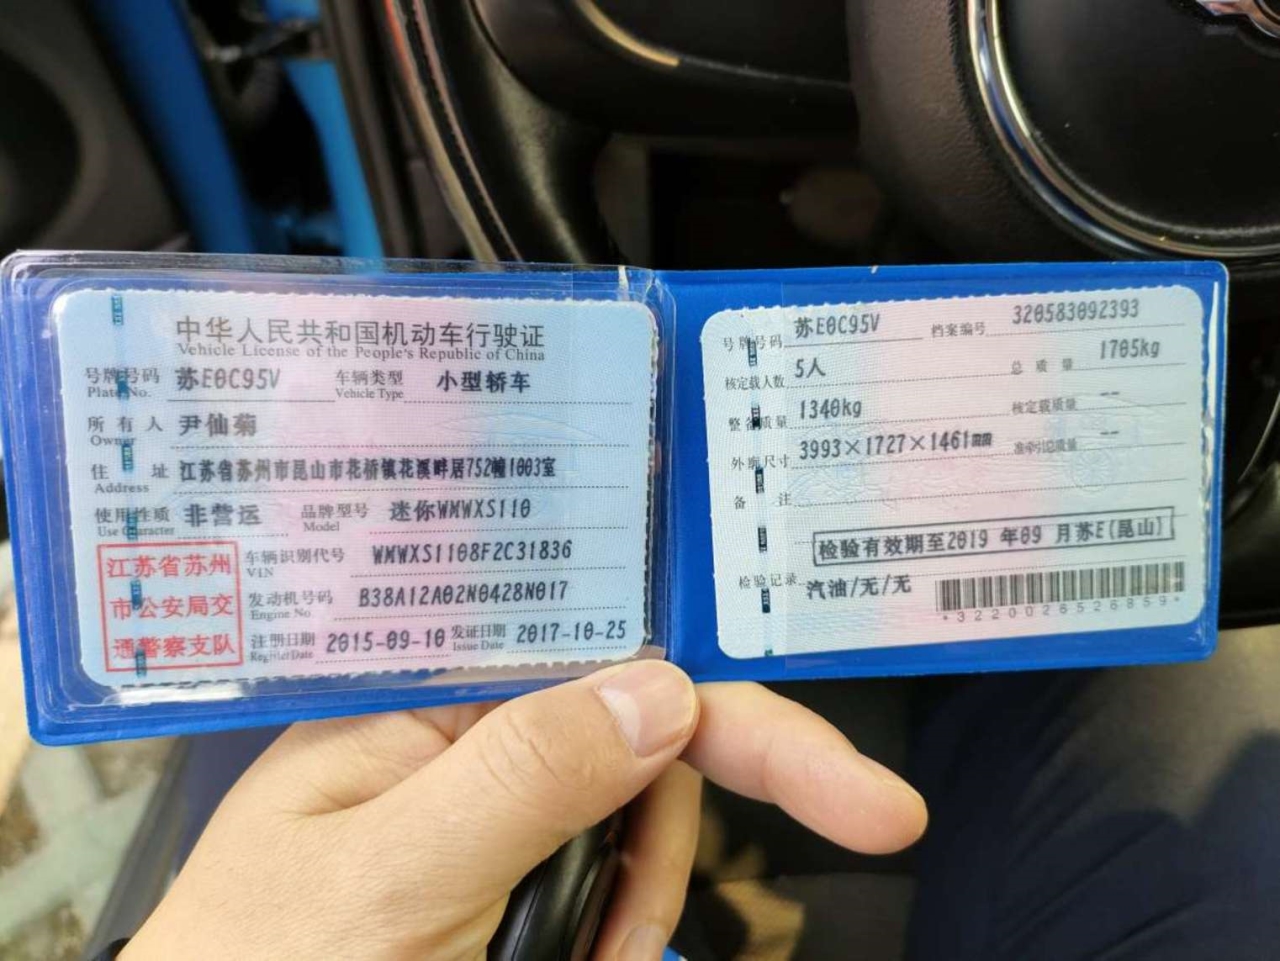 中华人民共和国机动车行驶证
Vehicle License of the People's Republic of China
号牌号码 苏E0C95V 车辆类型 小型轿车
Plate No. Vehicle Type
所有人 尹仙菊
Owner
住址 江苏省苏州市昆山市花桥镇花溪畔居752幢1003室
Address
使用性质 非营运 品牌型号 迷你WMWXS110
Use Character Model
江苏省苏州
市公安局交
通警察支队
车辆识别代号 WMWXS1108F2C31836
VIN
发动机号码 B38A12A02N0428N017
Engine No.
注册日期 2015-09-10 发证日期 2017-10-25
Register Date Issue Date
号牌号码 苏E0C95V 档案编号 320583092393
核定载人数 5人 总质量 1705kg
整备质量 1340kg 核定载质量 --
外廓尺寸 3993×1727×1461mm 准牵引总质量 --
备注
检验有效期至2019年09月苏E(昆山)
检验记录 汽油/无/无
*3220026526859*